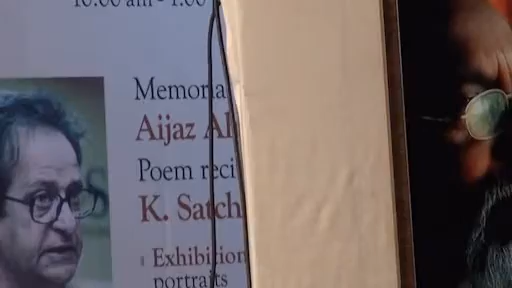 10:00 am - 1:00
Memoria
Aijaz Al
Poem reci
K. Satch
Exhibition
portraits